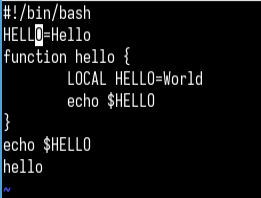 #!/bin/bash
HELLO=Hello
function hello {
        LOCAL HELLO=World
        echo $HELLO
}
echo $HELLO
hello
~